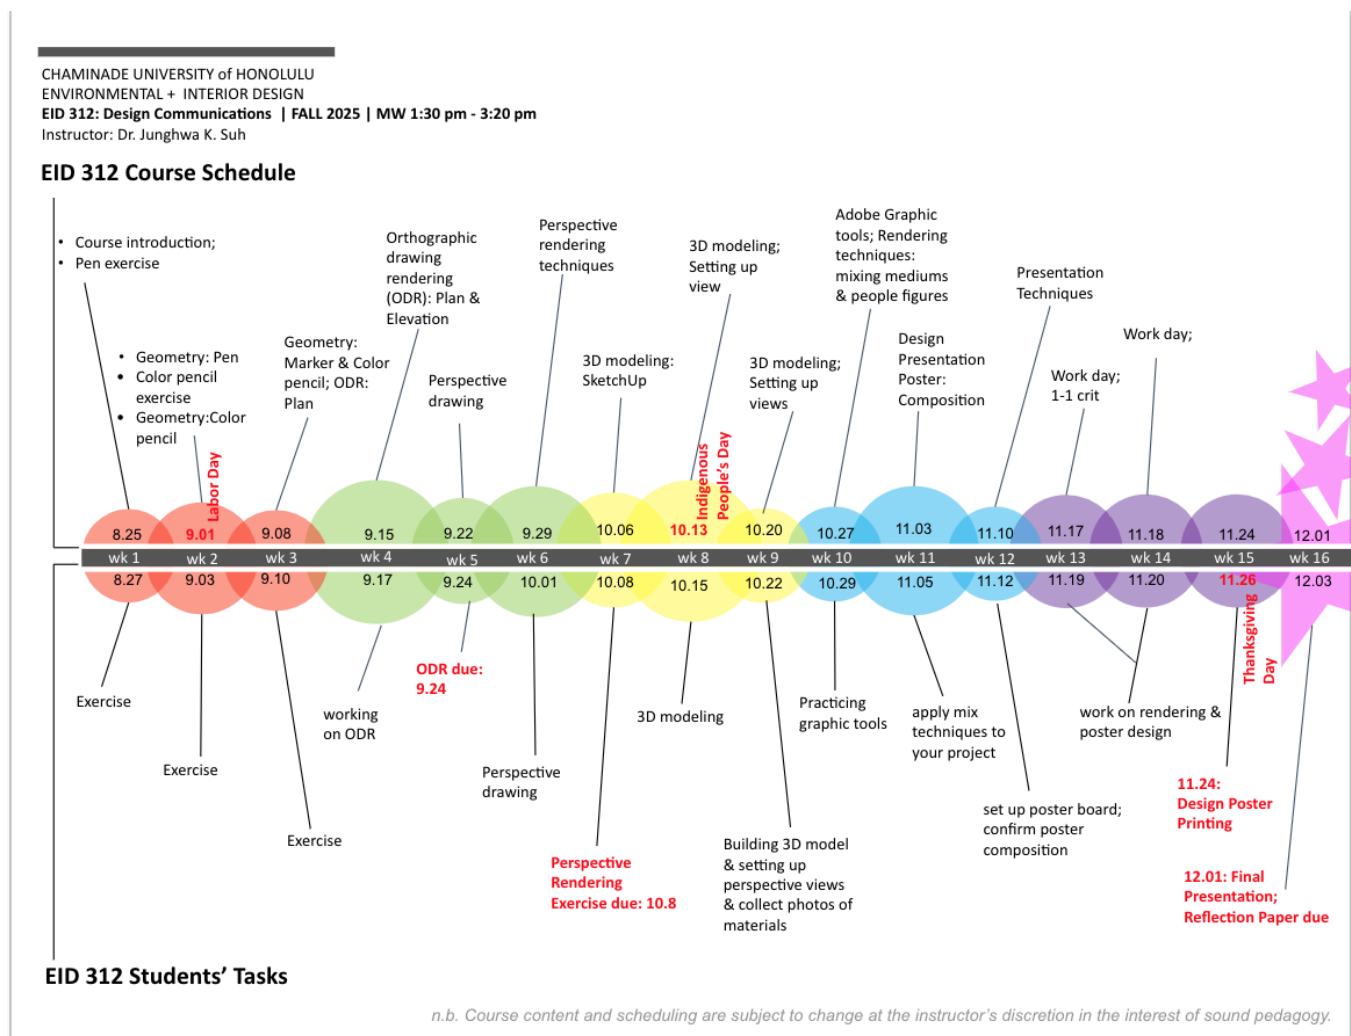 CHAMINADE UNIVERSITY of HONOLULU
ENVIRONMENTAL + INTERIOR DESIGN
EID 312: Design Communications | FALL 2025 | MW 1:30 pm - 3:20 pm
Instructor: Dr. Junghwa K. Suh
EID 312 Course Schedule
• Course introduction;
• Pen exercise
• Geometry: Pen
• Color pencil
exercise
• Geometry:Color
pencil
Labor Day
Geometry:
Marker & Color
pencil; ODR:
Plan
Orthographic
drawing
rendering
(ODR): Plan &
Elevation
Perspective
drawing
Perspective
rendering
techniques
3D modeling:
SketchUp
3D modeling;
Setting up
view
Indigenous
People's Day
3D modeling;
Setting up
views
Adobe Graphic
tools; Rendering
techniques:
mixing mediums
& people figures
Design
Presentation
Poster:
Composition
Presentation
Techniques
Work day;
1-1 crit
Work day;
8.25
9.01
9.08
9.15
9.22
9.29
10.06
10.13
10.20
10.27
11.03
11.10
11.17
11.18
11.24
12.01
wk 1
wk 2
wk 3
wk 4
wk 5
wk 6
wk 7
wk 8
wk 9
wk 10
wk 11
wk 12
wk 13
wk 14
wk 15
wk 16
8.27
9.03
9.10
9.17
9.24
10.01
10.08
10.15
10.22
10.29
11.05
11.12
11.19
11.20
11.26
12.03
Thanksgiving
Day
Exercise
Exercise
Exercise
working
on ODR
ODR due:
9.24
Perspective
drawing
Perspective
Rendering
Exercise due: 10.8
3D modeling
Building 3D model
& setting up
perspective views
& collect photos of
materials
Practicing
graphic tools
apply mix
techniques to
your project
set up poster board;
confirm poster
composition
work on rendering &
poster design
11.24:
Design Poster
Printing
12.01: Final
Presentation;
Reflection Paper due
EID 312 Students' Tasks
n.b. Course content and scheduling are subject to change at the instructor's discretion in the interest of sound pedagogy.